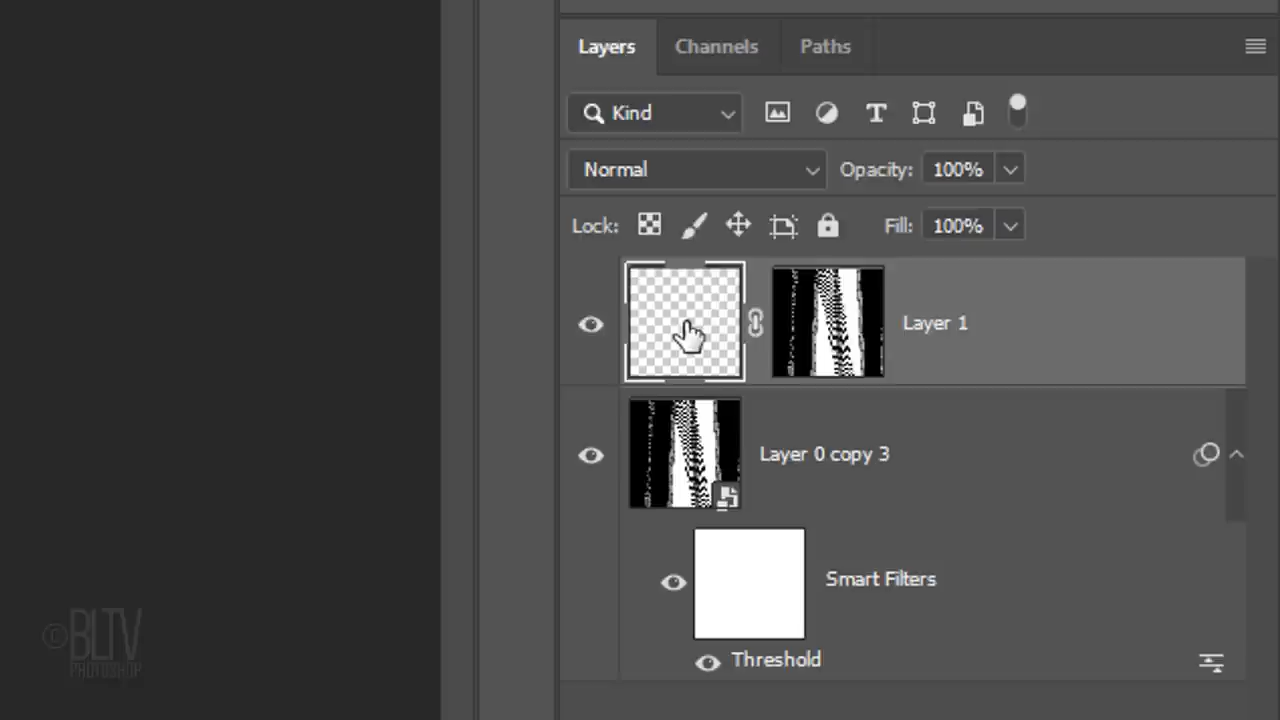 Layers Channels Paths
Kind
Normal Opacity: 100%
Lock: Fill: 100%
Layer 1
Layer 0 copy 3
Smart Filters
Threshold
©BLTV
PHOTOSHOP